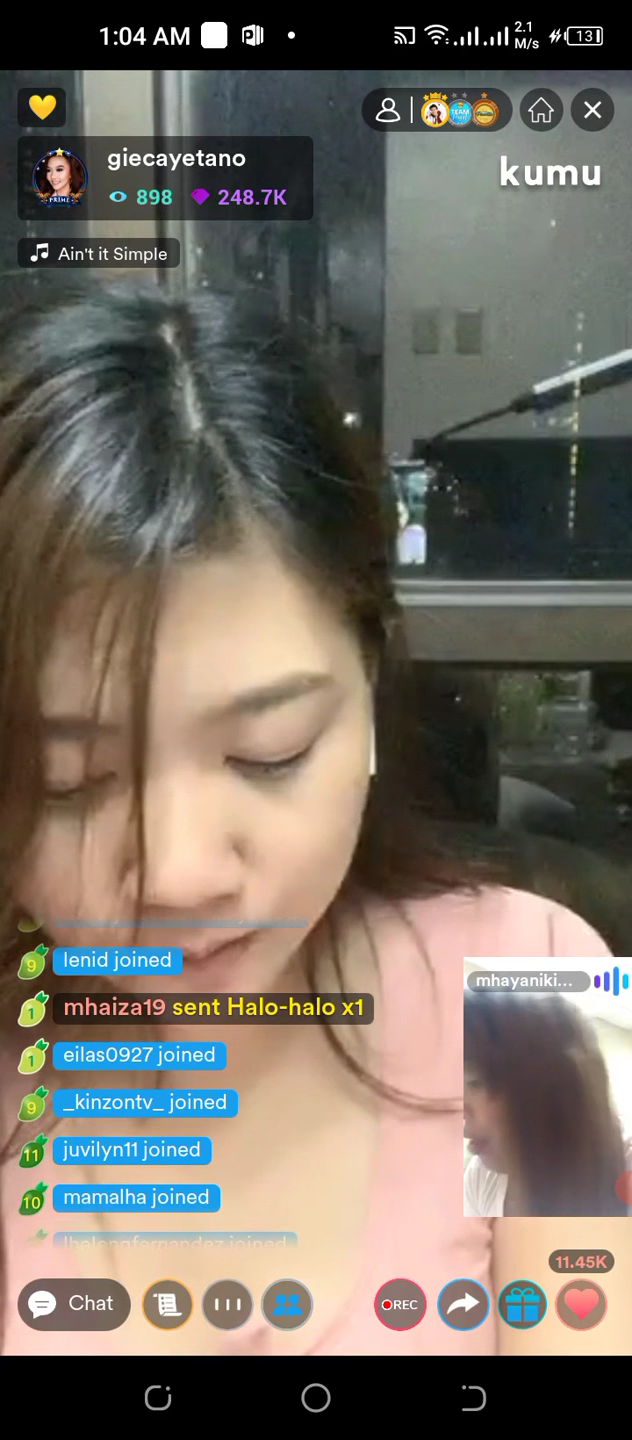 1:04 AM
2.1
M/s
13
giecayetano
898
248.7K
PRIME
TEAM
kumu
Ain't it Simple
9 lenid joined
1 mhaiza19 sent Halo-halo x1
1 eilas0927 joined
9 _kinzontv_ joined
11 juvilyn11 joined
10 mamalha joined
mhayaniki...
11.45K
Chat
REC